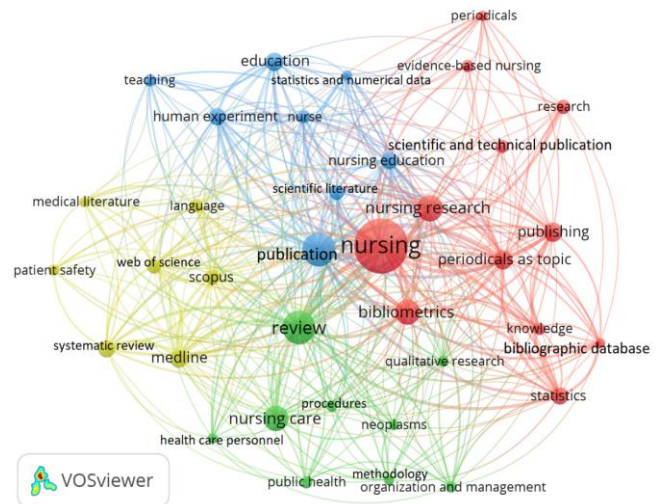 periodicals
education
evidence-based nursing
teaching
statistics and numerical data
research
human experiment
nurse
scientific and technical publication
nursing education
scientific literature
medical literature
language
nursing research
publishing
nursing
publication
periodicals as topic
web of science
patient safety
scopus
bibliometrics
review
knowledge
systematic review
bibliographic database
medline
qualitative research
statistics
procedures
nursing care
neoplasms
health care personnel
methodology
public health
organization and management
VOSviewer